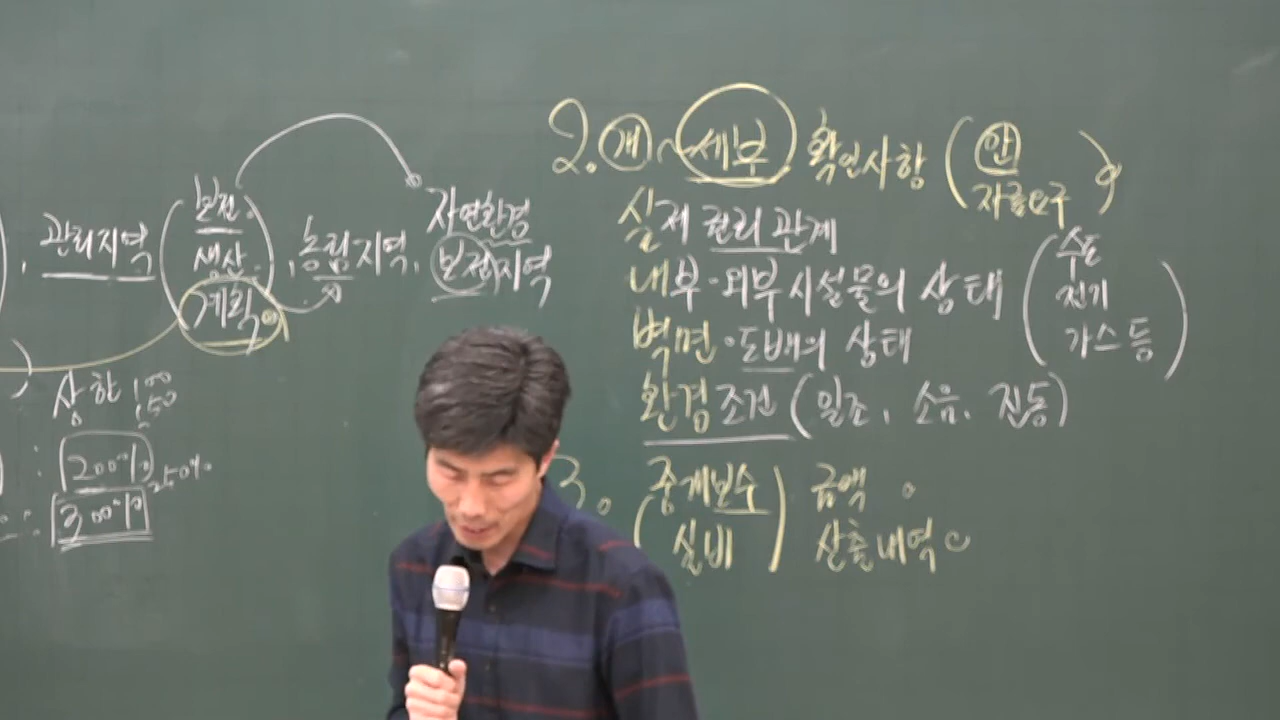 관리지역
보전
생산
계획
농림지역,
자연환경
보전지역
상한 100
150
200%
250%
300%
2. 개 ~ 세부 확인사항 (안
자료요구)
실제 권리 관계
내부·외부시설물의 상태 (수도
전기
가스 등)
벽면·도배의 상태
환경조건 (일조, 소음, 진동)
3. (중개보수 금액
실비) 산출내역